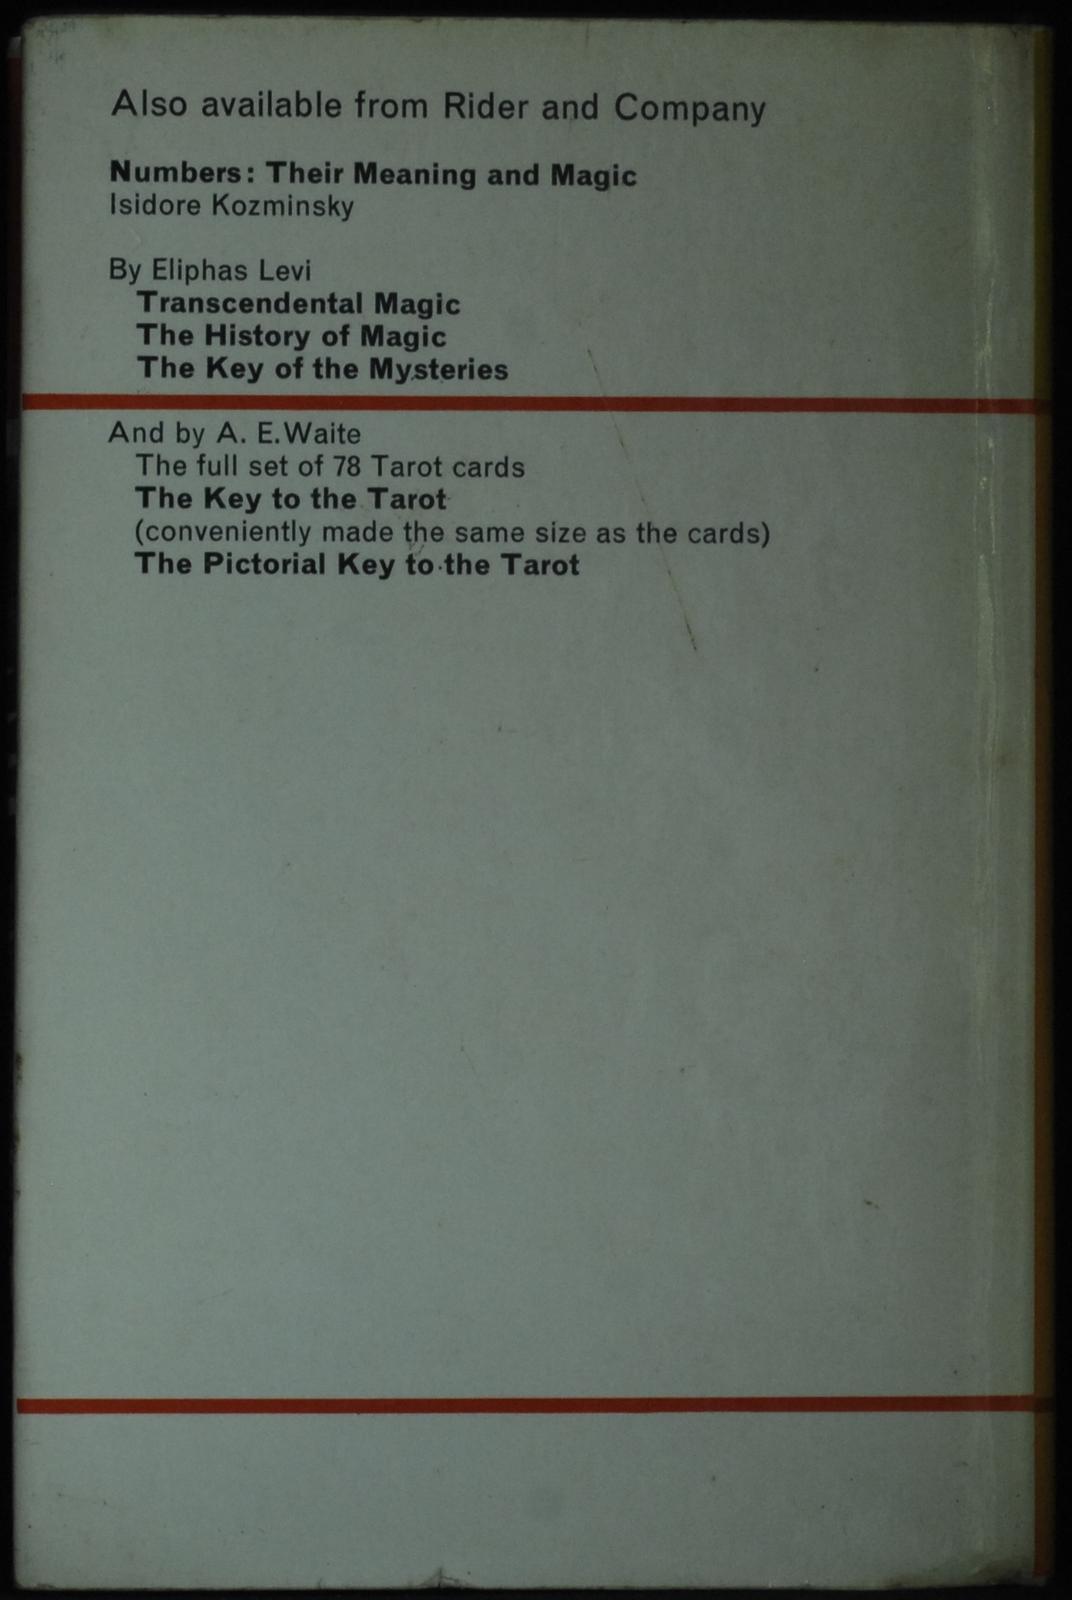 Also available from Rider and Company
Numbers: Their Meaning and Magic
Isidore Kozminsky
By Eliphas Levi
Transcendental Magic
The History of Magic
The Key of the Mysteries
And by A. E. Waite
The full set of 78 Tarot cards
The Key to the Tarot
(conveniently made the same size as the cards)
The Pictorial Key to the Tarot